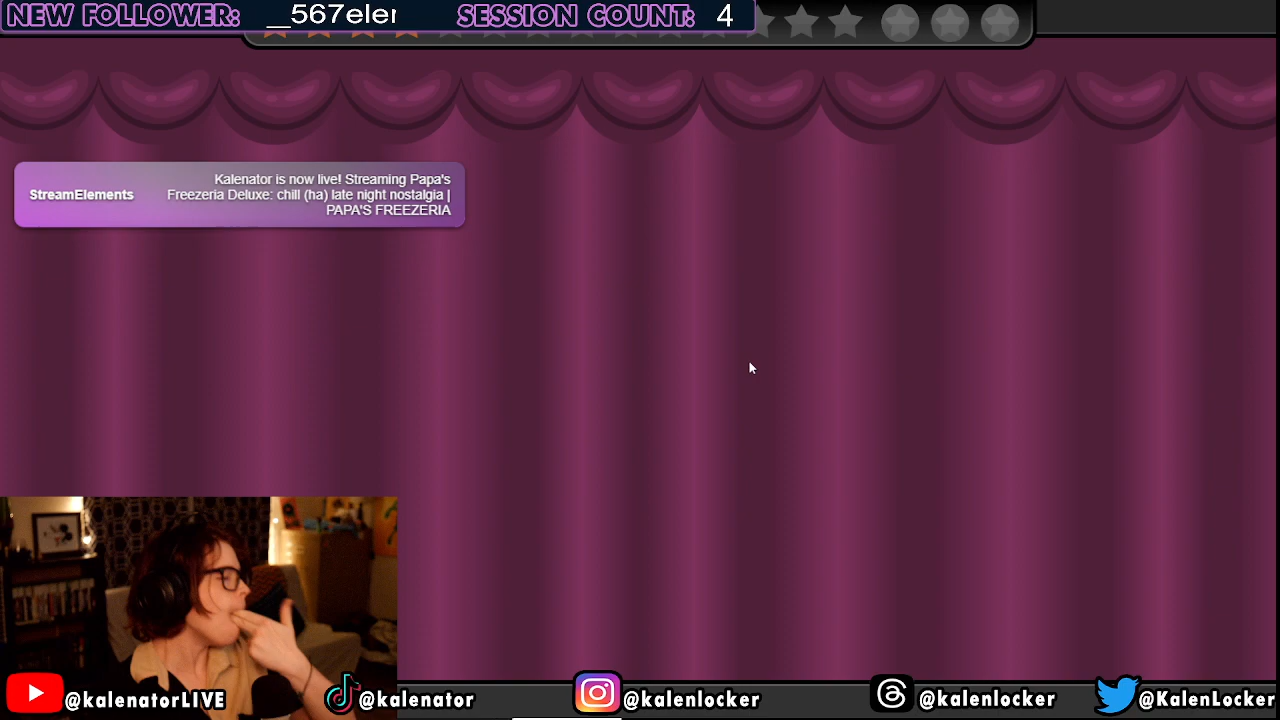 NEW FOLLOWER: __567eler SESSION COUNT: 4
StreamElements
Kalenator is now live! Streaming Papa's
Freezeria Deluxe: chill (ha) late night nostalgia |
PAPA'S FREEZERIA
@kalenatorLIVE @kalenator @kalenlocker @kalenlocker @KalenLocker